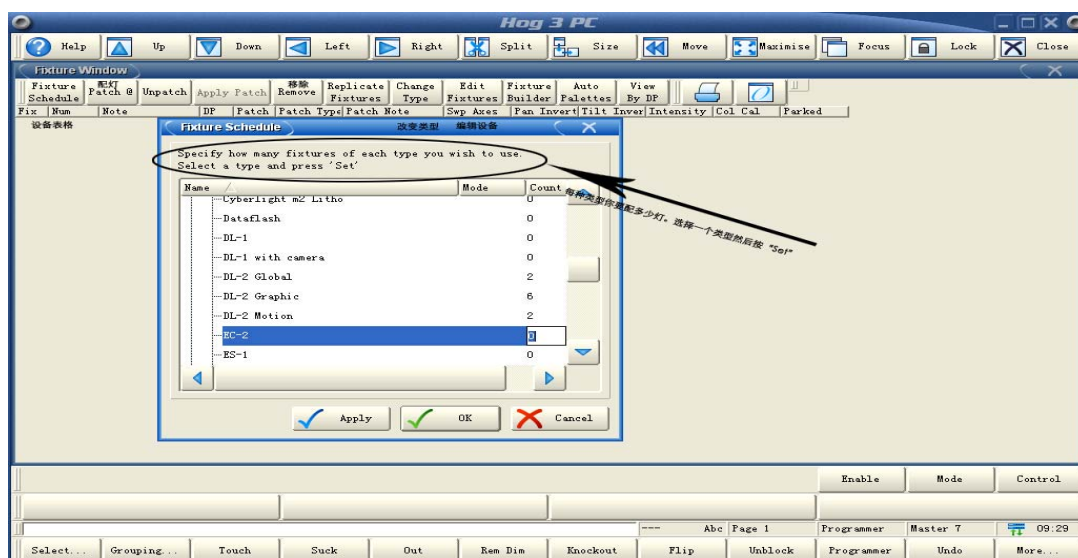 Hog 3 PC
Help Up Down Left Right Split Size Move Maximise Focus Lock Close
Fixture Window
Fixture Schedule 配灯 Patch @ Unpatch Apply Patch 移除 Remove Replicate Fixtures Change Type Edit Fixtures Fixture Builder Auto Palettes View By DP
Fix Num Note DP Patch Patch Type Patch Note Swp Axes Pan Invert Tilt Inver Intensity Col Cal Parked
设备表格 改变类型 编辑设备
Fixture Schedule
Specify how many fixtures of each type you wish to use.
Select a type and press 'Set'
Name Mode Count
每种类型你要配多少灯。选择一个类型然后按 "Set"
Cyberlight m2 Litho 0
Dataflash 0
DL-1 0
DL-1 with camera 0
DL-2 Global 2
DL-2 Graphic 6
DL-2 Motion 2
EC-2 0
ES-1 0
Apply OK Cancel
Enable Mode Control
--- Abc Page 1 Programmer Master 7 09:29
Select... Grouping... Touch Suck Out Rem Dim Knockout Flip Unblock Programmer Undo More...